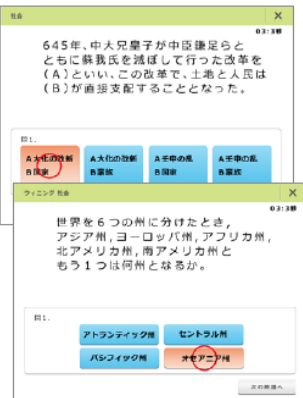 社会
03:3秒
645年、中大兄皇子が中臣鎌足らと
ともに蘇我氏を滅ぼして行った改革を
(A)といい、この改革で、土地と人民は
(B)が直接支配することとなった。
問1.
A大化の改新 A大化の改新 A壬申の乱 A壬申の乱
B国家 B豪族 B国家 B豪族
ウィニング 社会
03:3秒
世界を6つの州に分けたとき,
アジア州,ヨーロッパ州,アフリカ州,
北アメリカ州,南アメリカ州と
もう1つは何州となるか。
問1.
アトランティック州 セントラル州
パシフィック州 オセアニア州
次の問題へ